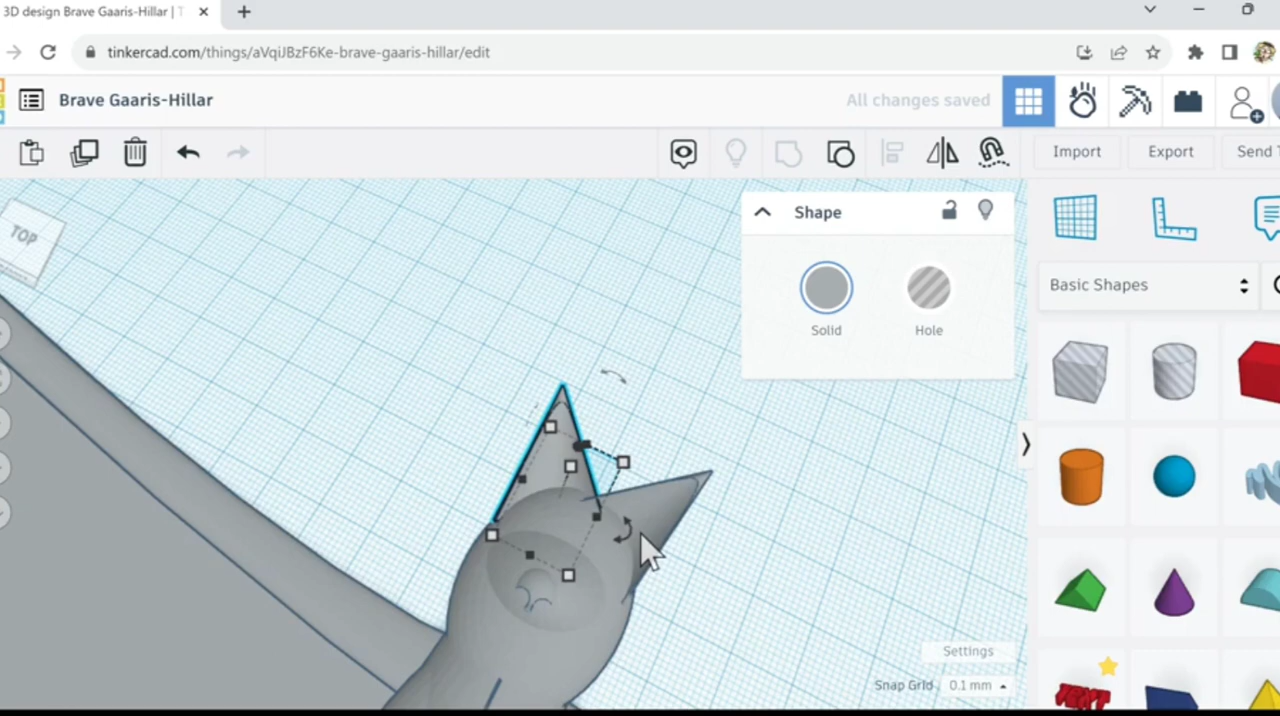 3D design Brave Gaaris-Hillar | T
tinkercad.com/things/aVqiJBzF6Ke-brave-gaaris-hillar/edit
Brave Gaaris-Hillar
All changes saved
Import
Export
Send T
TOP
Shape
Solid
Hole
Basic Shapes
TEXT
Settings
Snap Grid 0.1 mm